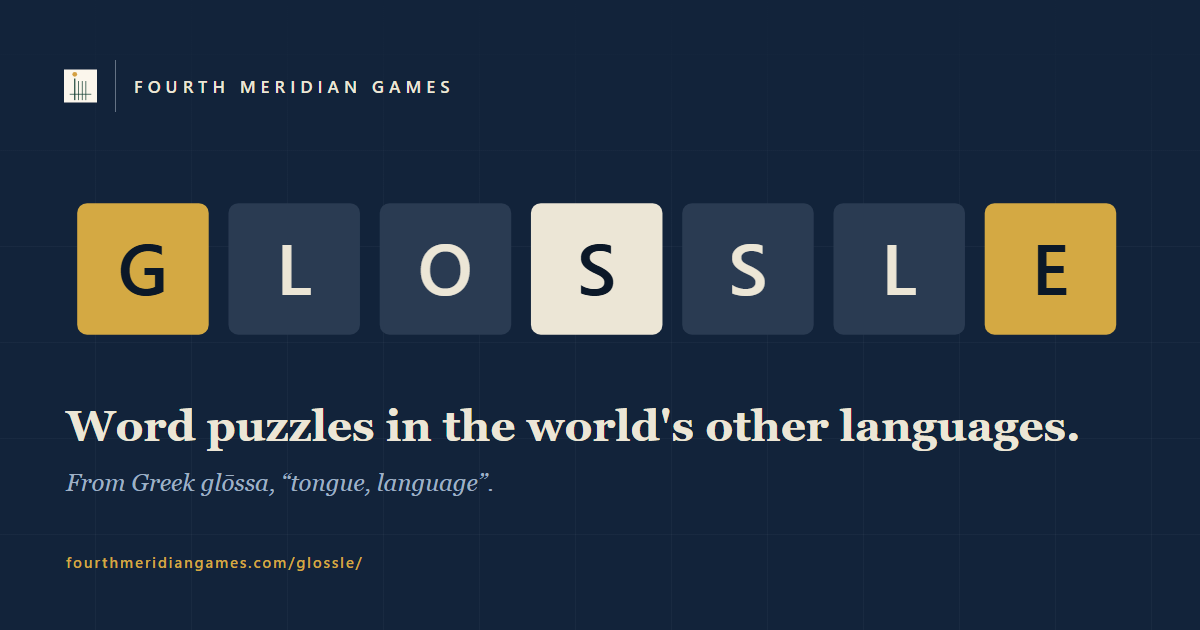 FOURTH MERIDIAN GAMES
G L O S S L E
Word puzzles in the world's other languages.
From Greek glōssa, “tongue, language”.
fourthmeridiangames.com/glossle/